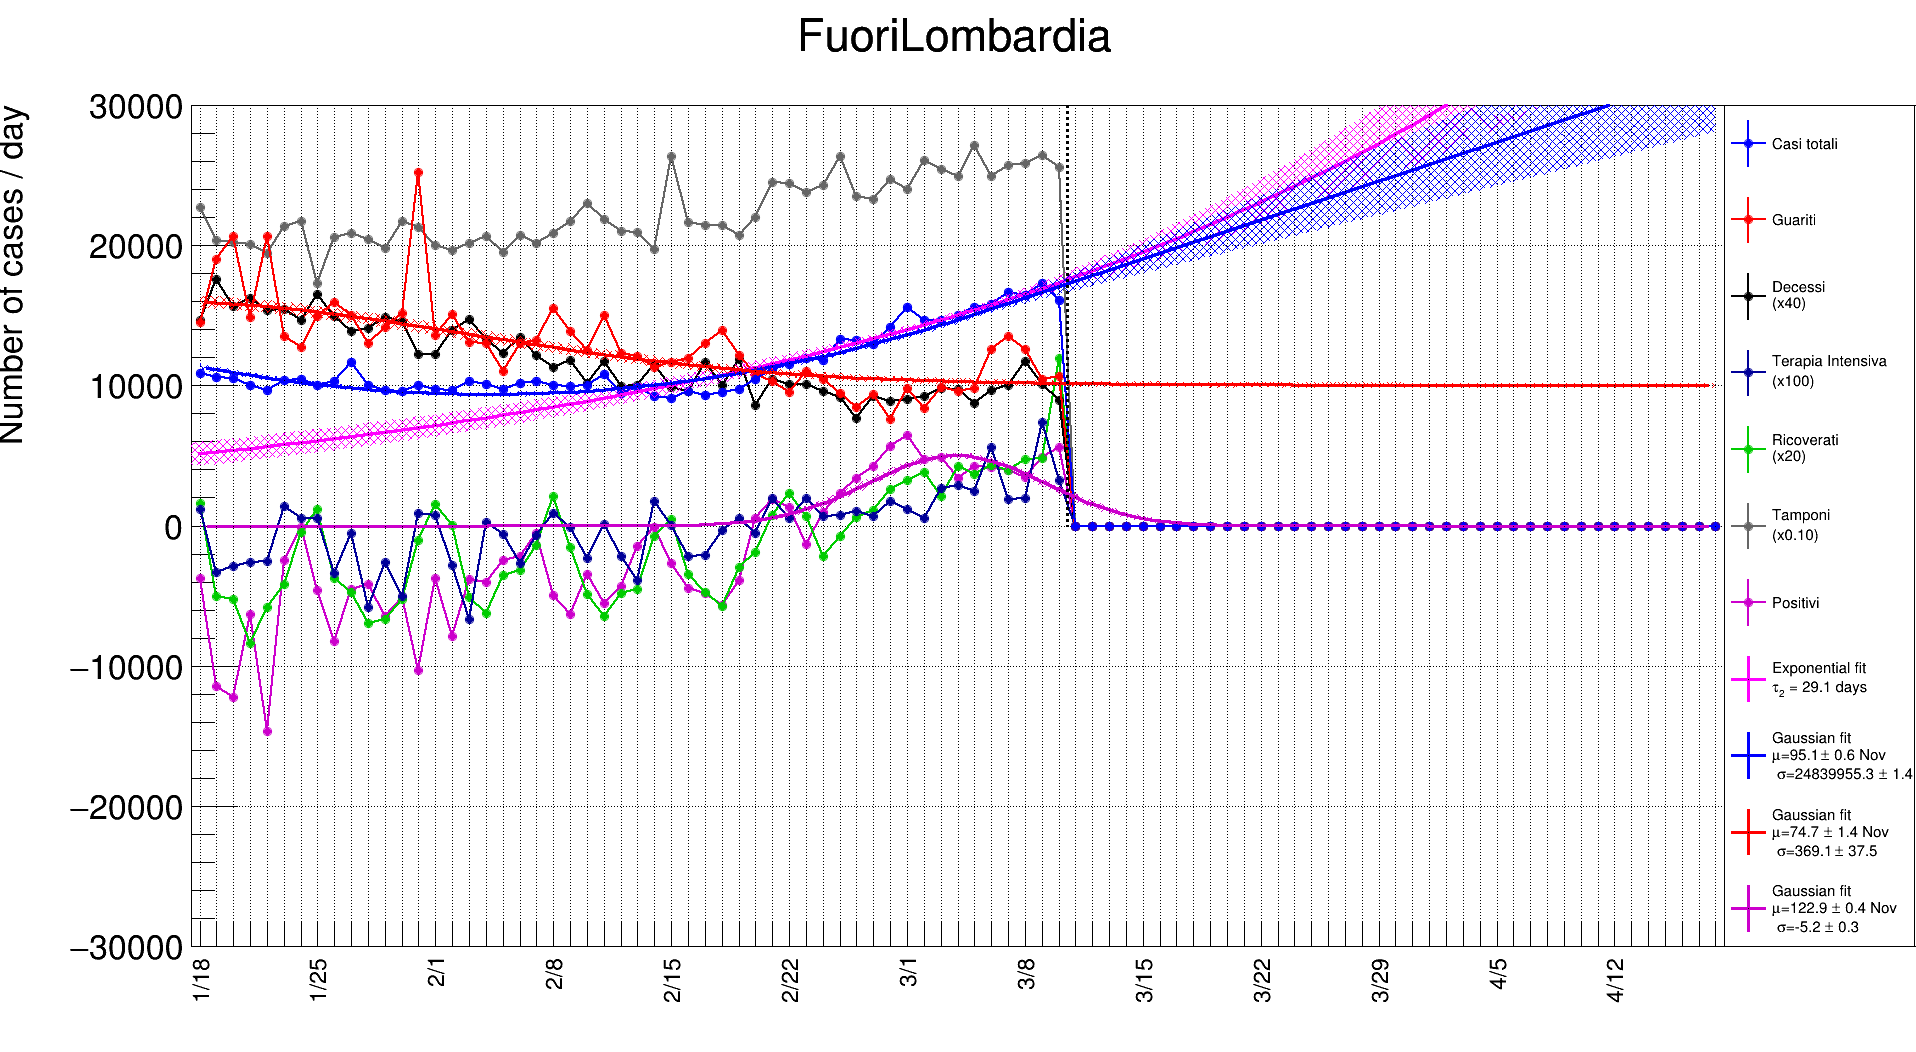 FuoriLombardia
Number of cases / day
30000
20000
10000
0
−10000
−20000
−30000
1/18
1/25
2/1
2/8
2/15
2/22
3/1
3/8
3/15
3/22
3/29
4/5
4/12
Casi totali
Guariti
Decessi
(x40)
Terapia Intensiva
(x100)
Ricoverati
(x20)
Tamponi
(x0.10)
Positivi
Exponential fit
τ2 = 29.1 days
Gaussian fit
μ=95.1 ± 0.6 Nov
σ=24839955.3 ± 1.4
Gaussian fit
μ=74.7 ± 1.4 Nov
σ=369.1 ± 37.5
Gaussian fit
μ=122.9 ± 0.4 Nov
σ=-5.2 ± 0.3